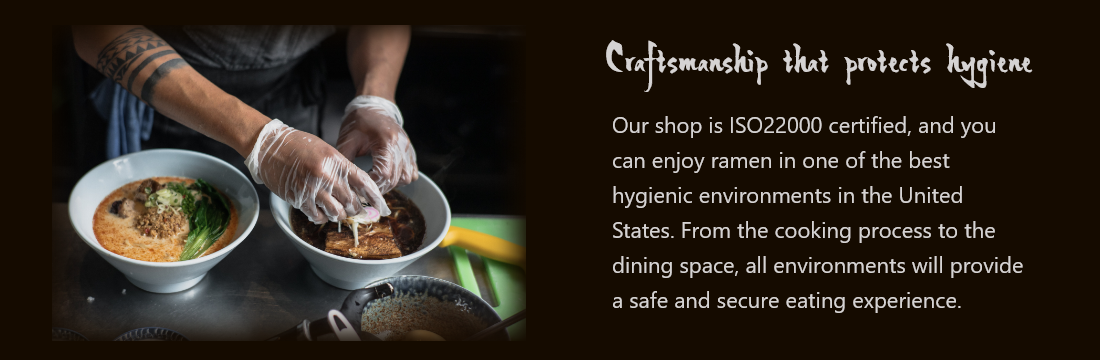 Craftsmanship that protects hygiene
Our shop is ISO22000 certified, and you
can enjoy ramen in one of the best
hygienic environments in the United
States. From the cooking process to the
dining space, all environments will provide
a safe and secure eating experience.